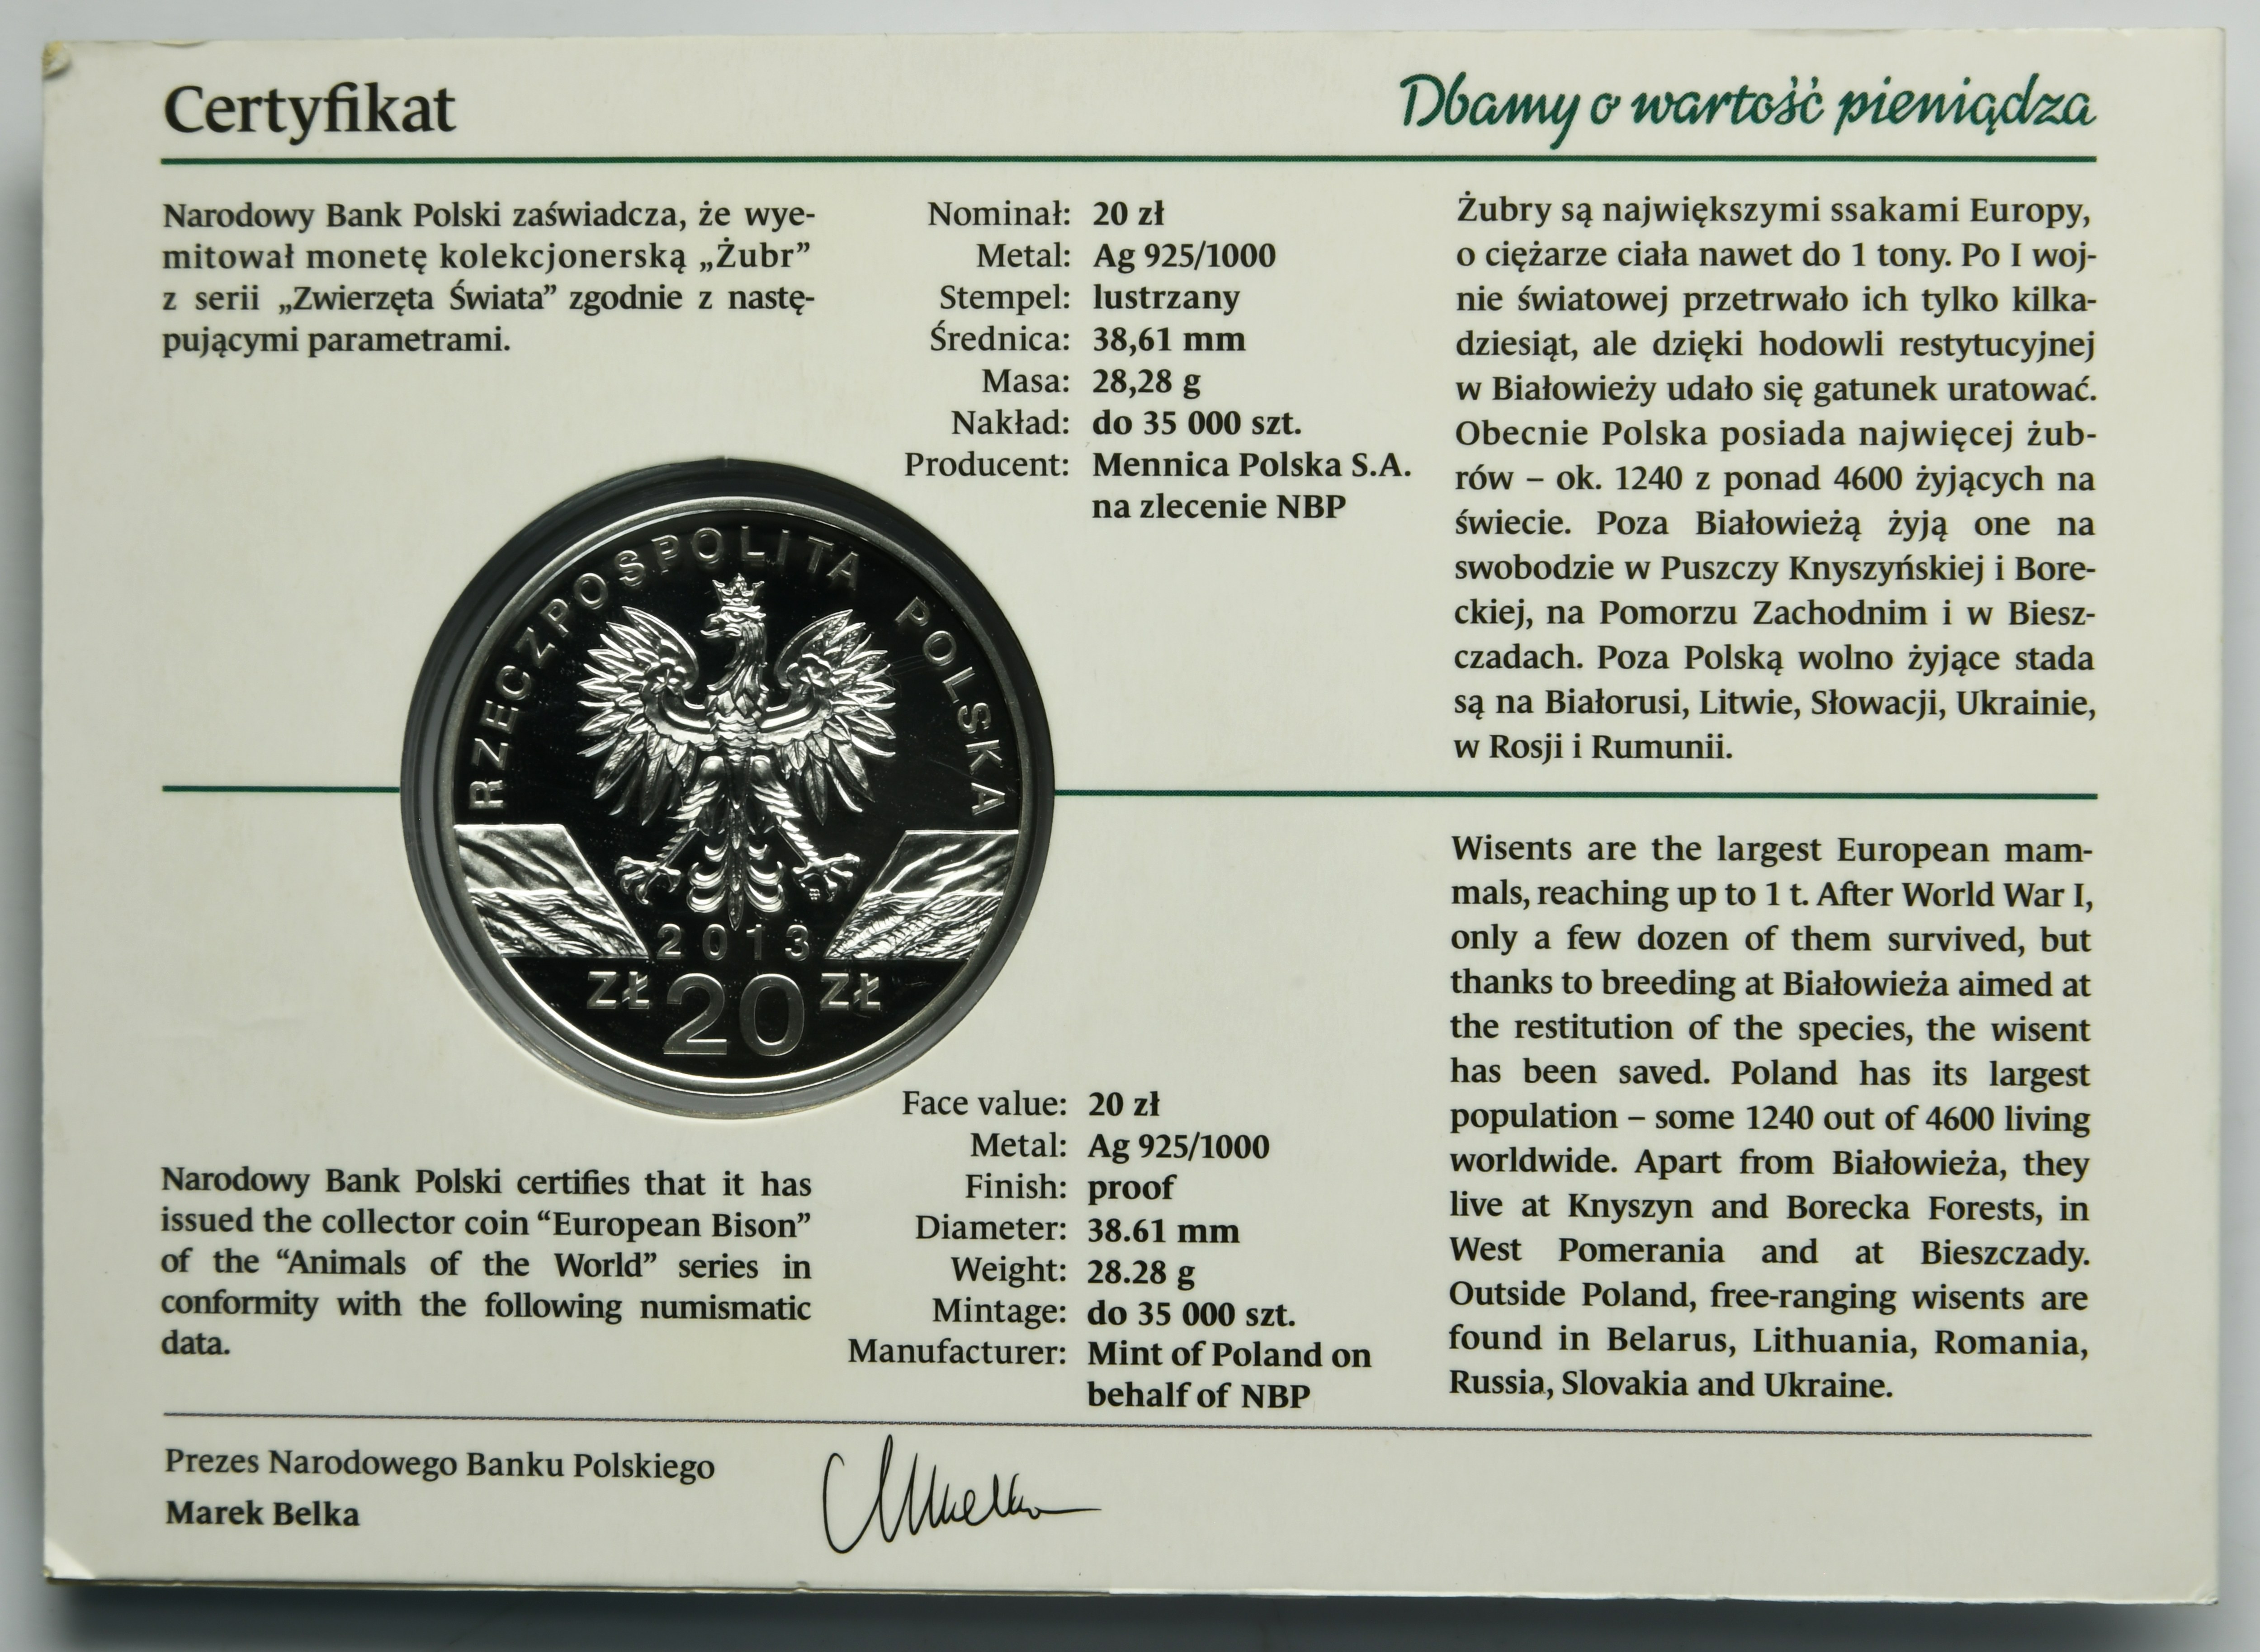 Certyfikat
Dbamy o wartość pieniądza
Narodowy Bank Polski zaświadcza, że wye-
mitował monetę kolekcjonerską „Żubr”
z serii „Zwierzęta Świata” zgodnie z nastę-
pującymi parametrami.
Nominał: 20 zł
Metal: Ag 925/1000
Stempel: lustrzany
Średnica: 38,61 mm
Masa: 28,28 g
Nakład: do 35 000 szt.
Producent: Mennica Polska S.A.
na zlecenie NBP
Żubry są największymi ssakami Europy,
o ciężarze ciała nawet do 1 tony. Po I woj-
nie światowej przetrwało ich tylko kilka-
dziesiąt, ale dzięki hodowli restytucyjnej
w Białowieży udało się gatunek uratować.
Obecnie Polska posiada najwięcej żub-
rów – ok. 1240 z ponad 4600 żyjących na
świecie. Poza Białowieżą żyją one na
swobodzie w Puszczy Knyszyńskiej i Bore-
ckiej, na Pomorzu Zachodnim i w Biesz-
czadach. Poza Polską wolno żyjące stada
są na Białorusi, Litwie, Słowacji, Ukrainie,
w Rosji i Rumunii.
RZECZPOSPOLITA POLSKA
2013
ZŁ 20 ZŁ
Narodowy Bank Polski certifies that it has
issued the collector coin “European Bison”
of the “Animals of the World” series in
conformity with the following numismatic
data.
Face value: 20 zł
Metal: Ag 925/1000
Finish: proof
Diameter: 38.61 mm
Weight: 28.28 g
Mintage: do 35 000 szt.
Manufacturer: Mint of Poland on
behalf of NBP
Wisents are the largest European mam-
mals, reaching up to 1 t. After World War I,
only a few dozen of them survived, but
thanks to breeding at Białowieża aimed at
the restitution of the species, the wisent
has been saved. Poland has its largest
population – some 1240 out of 4600 living
worldwide. Apart from Białowieża, they
live at Knyszyn and Borecka Forests, in
West Pomerania and at Bieszczady.
Outside Poland, free-ranging wisents are
found in Belarus, Lithuania, Romania,
Russia, Slovakia and Ukraine.
Prezes Narodowego Banku Polskiego
Marek Belka